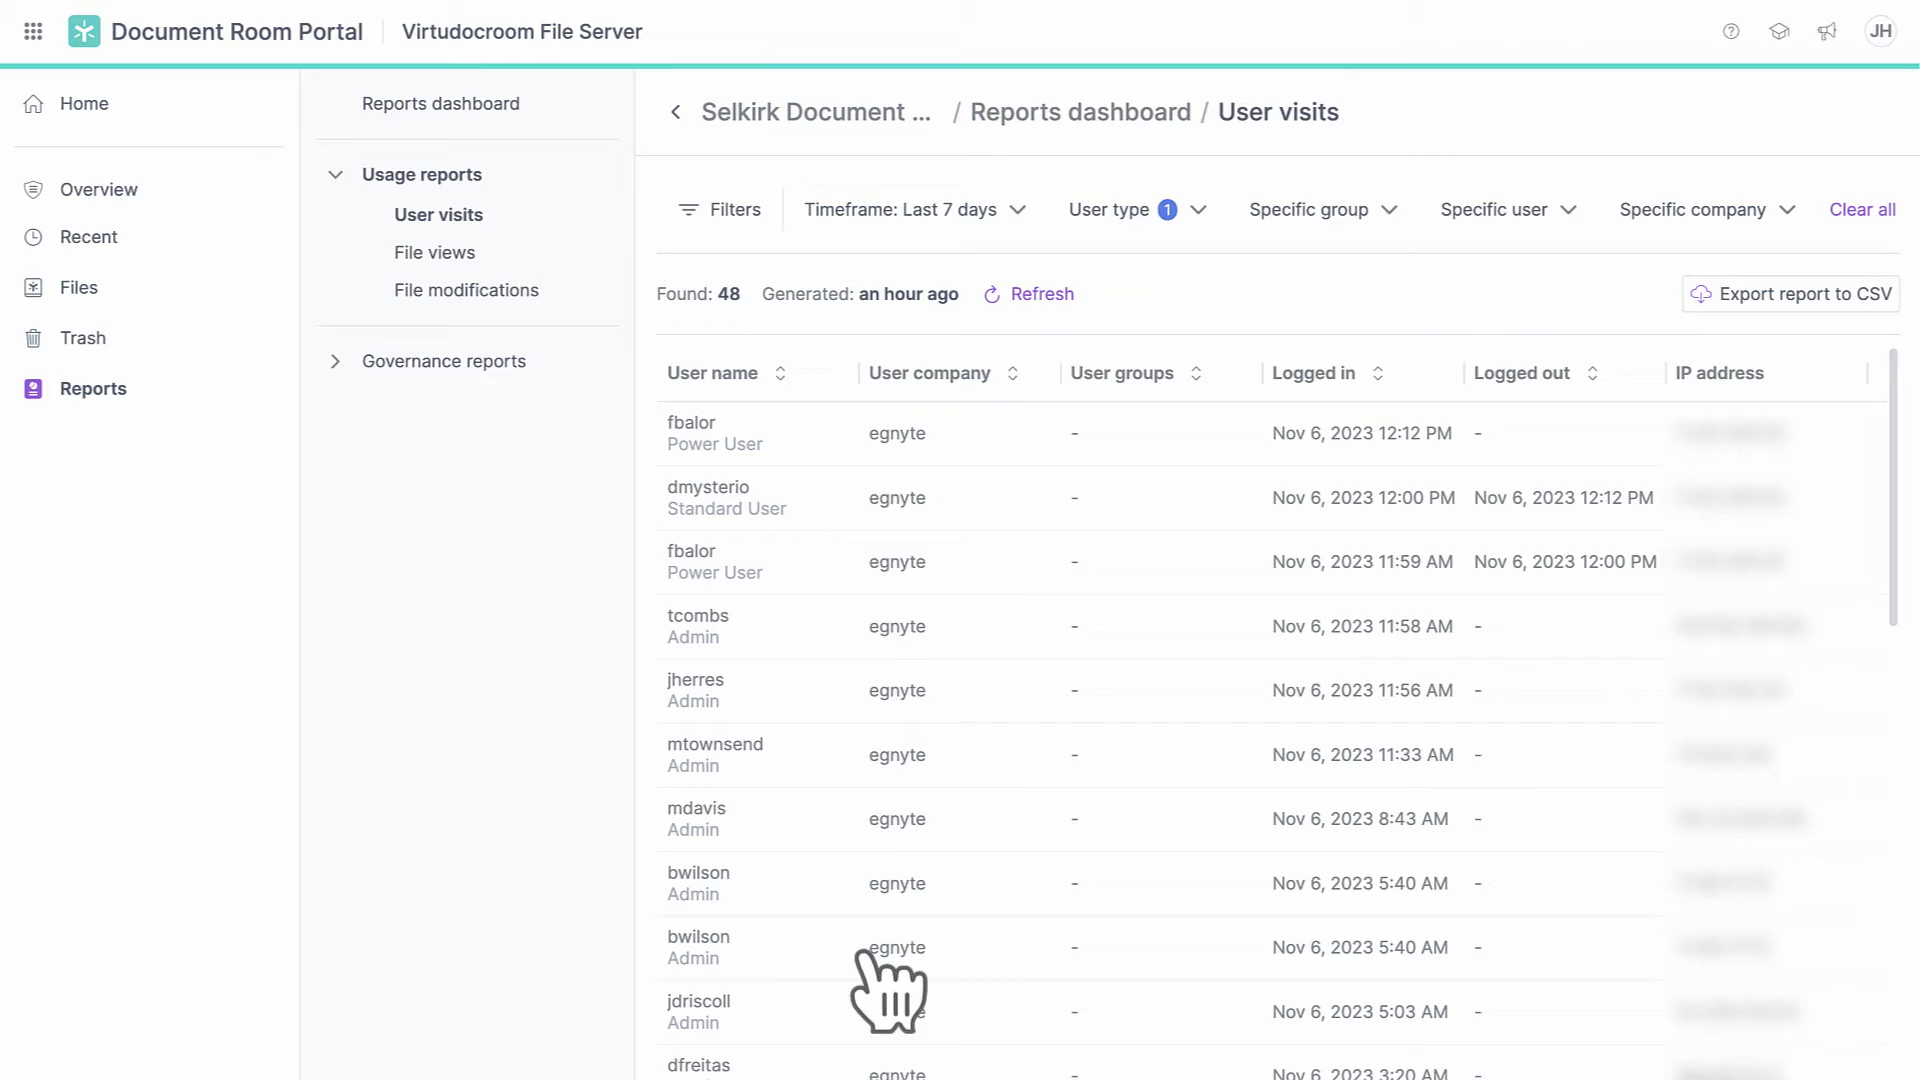 Document Room Portal
Virtudocroom File Server
JH
Home
Overview
Recent
Files
Trash
Reports
Reports dashboard
Usage reports
User visits
File views
File modifications
Governance reports
Selkirk Document ... / Reports dashboard / User visits
Filters
Timeframe: Last 7 days
User type 1
Specific group
Specific user
Specific company
Clear all
Found: 48 Generated: an hour ago Refresh
Export report to CSV
User name User company User groups Logged in Logged out IP address
fbalor
Power User
egnyte - Nov 6, 2023 12:12 PM -
dmysterio
Standard User
egnyte - Nov 6, 2023 12:00 PM Nov 6, 2023 12:12 PM
fbalor
Power User
egnyte - Nov 6, 2023 11:59 AM Nov 6, 2023 12:00 PM
tcombs
Admin
egnyte - Nov 6, 2023 11:58 AM -
jherres
Admin
egnyte - Nov 6, 2023 11:56 AM -
mtownsend
Admin
egnyte - Nov 6, 2023 11:33 AM -
mdavis
Admin
egnyte - Nov 6, 2023 8:43 AM -
bwilson
Admin
egnyte - Nov 6, 2023 5:40 AM -
bwilson
Admin
egnyte - Nov 6, 2023 5:40 AM -
jdriscoll
Admin
- Nov 6, 2023 5:03 AM -
dfreitas
egnyte - Nov 6, 2023 3:20 AM -